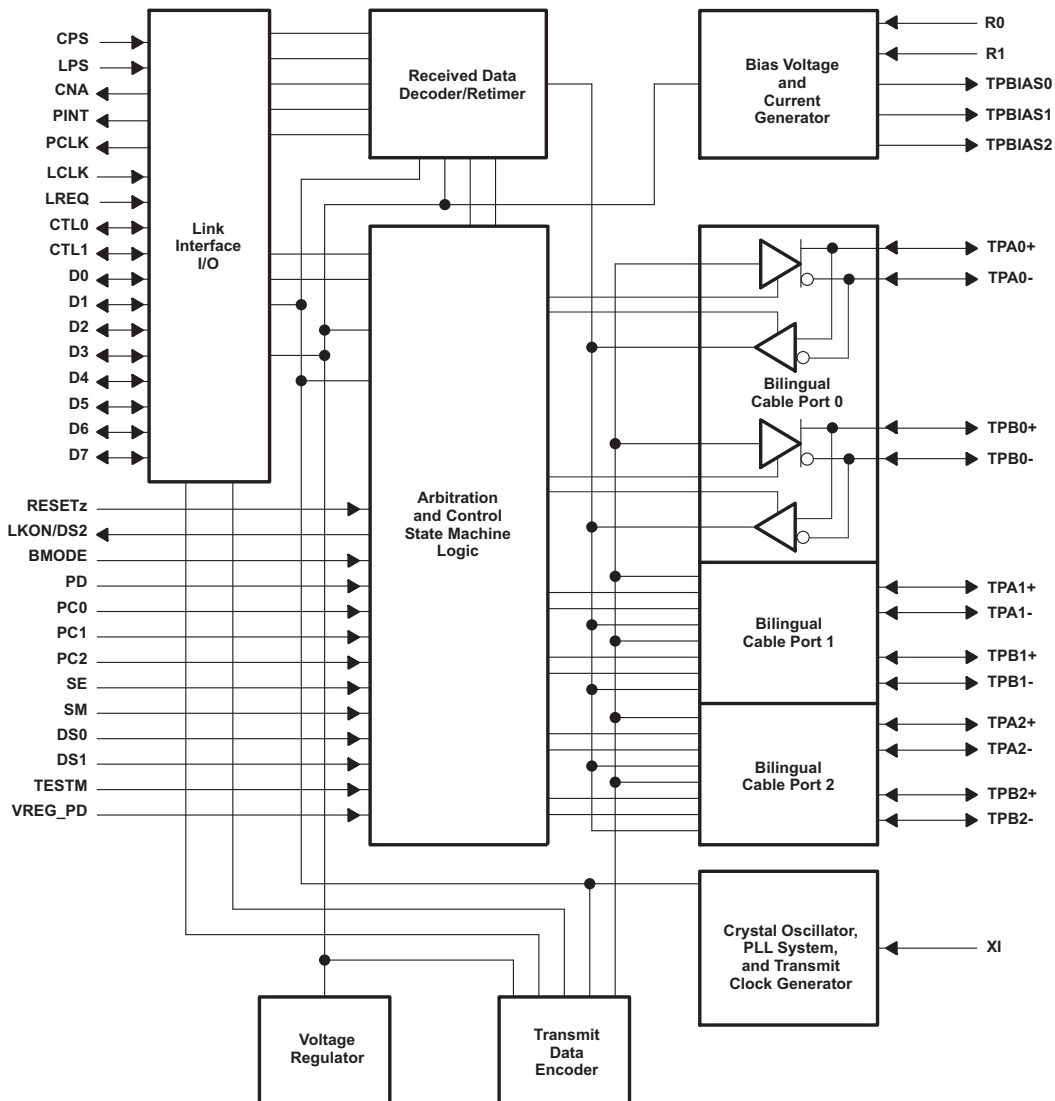 CPS
LPS
CNA
PINT
PCLK
LCLK
LREQ
CTL0
CTL1
D0
D1
D2
D3
D4
D5
D6
D7
RESETz
LKON/DS2
BMODE
PD
PC0
PC1
PC2
SE
SM
DS0
DS1
TESTM
VREG_PD
Link
Interface
I/O
Received Data
Decoder/Retimer
Arbitration
and Control
State Machine
Logic
Bias Voltage
and
Current
Generator
Bilingual
Cable Port 0
Bilingual
Cable Port 1
Bilingual
Cable Port 2
Crystal Oscillator,
PLL System,
and Transmit
Clock Generator
Voltage
Regulator
Transmit
Data
Encoder
R0
R1
TPBIAS0
TPBIAS1
TPBIAS2
TPA0+
TPA0-
TPB0+
TPB0-
TPA1+
TPA1-
TPB1+
TPB1-
TPA2+
TPA2-
TPB2+
TPB2-
XI